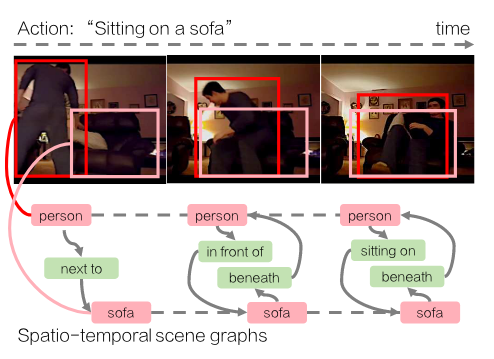 Action: “Sitting on a sofa”
time
person
person
person
next to
in front of
beneath
sitting on
beneath
sofa
sofa
sofa
Spatio-temporal scene graphs